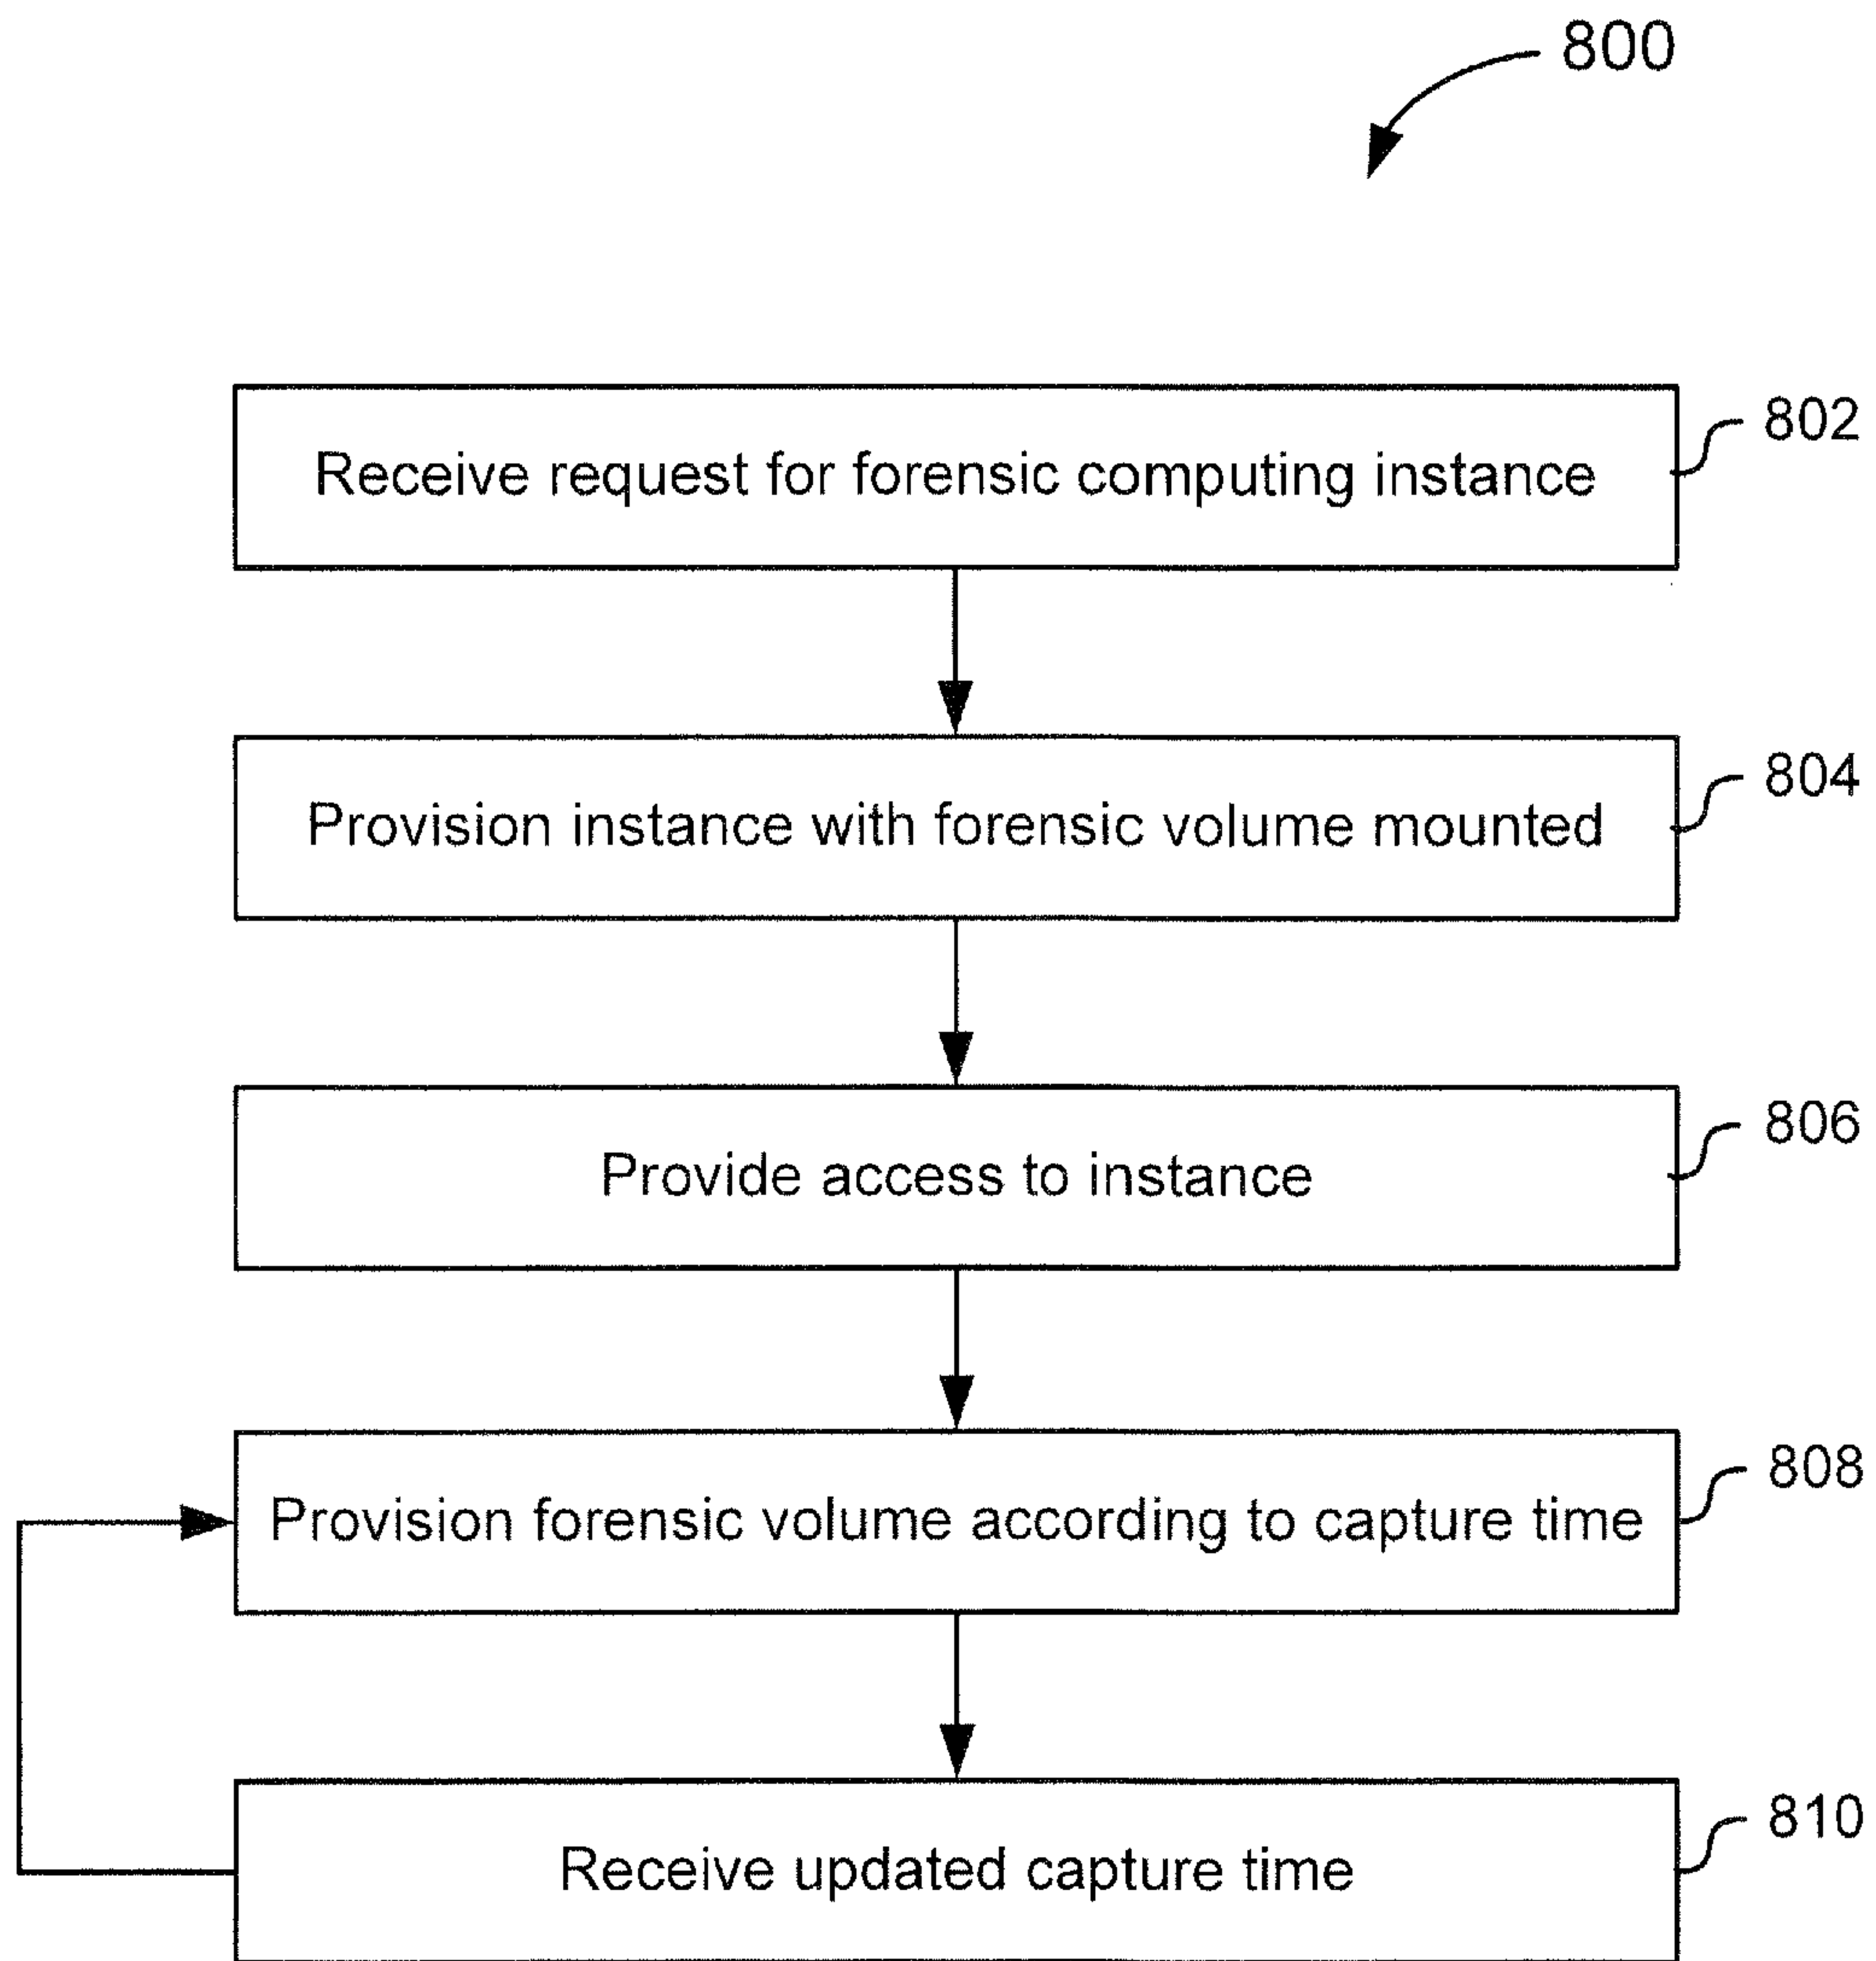 800
Receive request for forensic computing instance
802
Provision instance with forensic volume mounted
804
Provide access to instance
806
Provision forensic volume according to capture time
808
Receive updated capture time
810